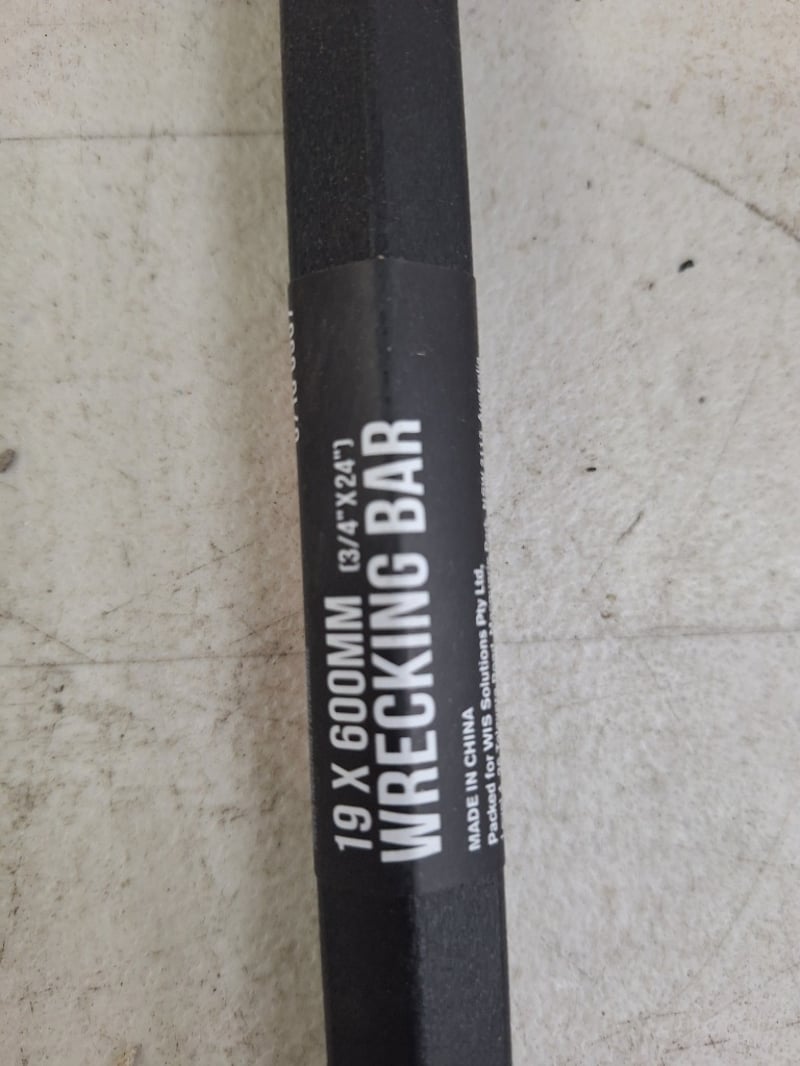 19 X 600MM (3/4"X24")
WRECKING BAR
MADE IN CHINA
Packed for WIS Solutions Pty Ltd,